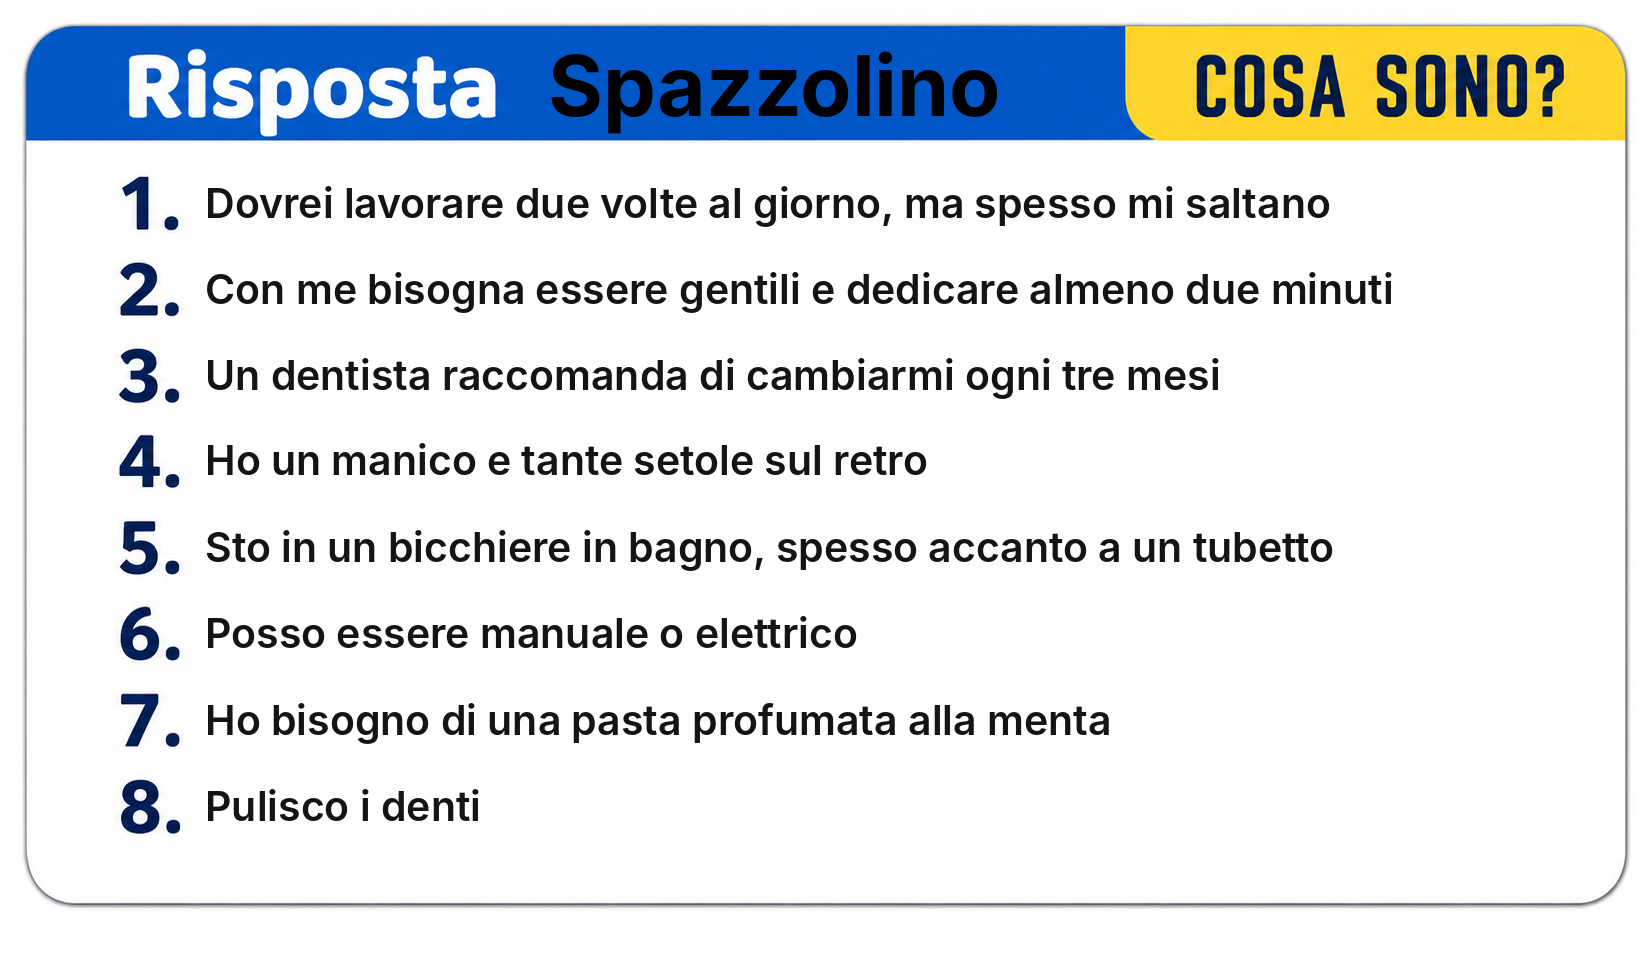 Risposta Spazzolino COSA SONO?
1. Dovrei lavorare due volte al giorno, ma spesso mi saltano
2. Con me bisogna essere gentili e dedicare almeno due minuti
3. Un dentista raccomanda di cambiarmi ogni tre mesi
4. Ho un manico e tante setole sul retro
5. Sto in un bicchiere in bagno, spesso accanto a un tubetto
6. Posso essere manuale o elettrico
7. Ho bisogno di una pasta profumata alla menta
8. Pulisco i denti